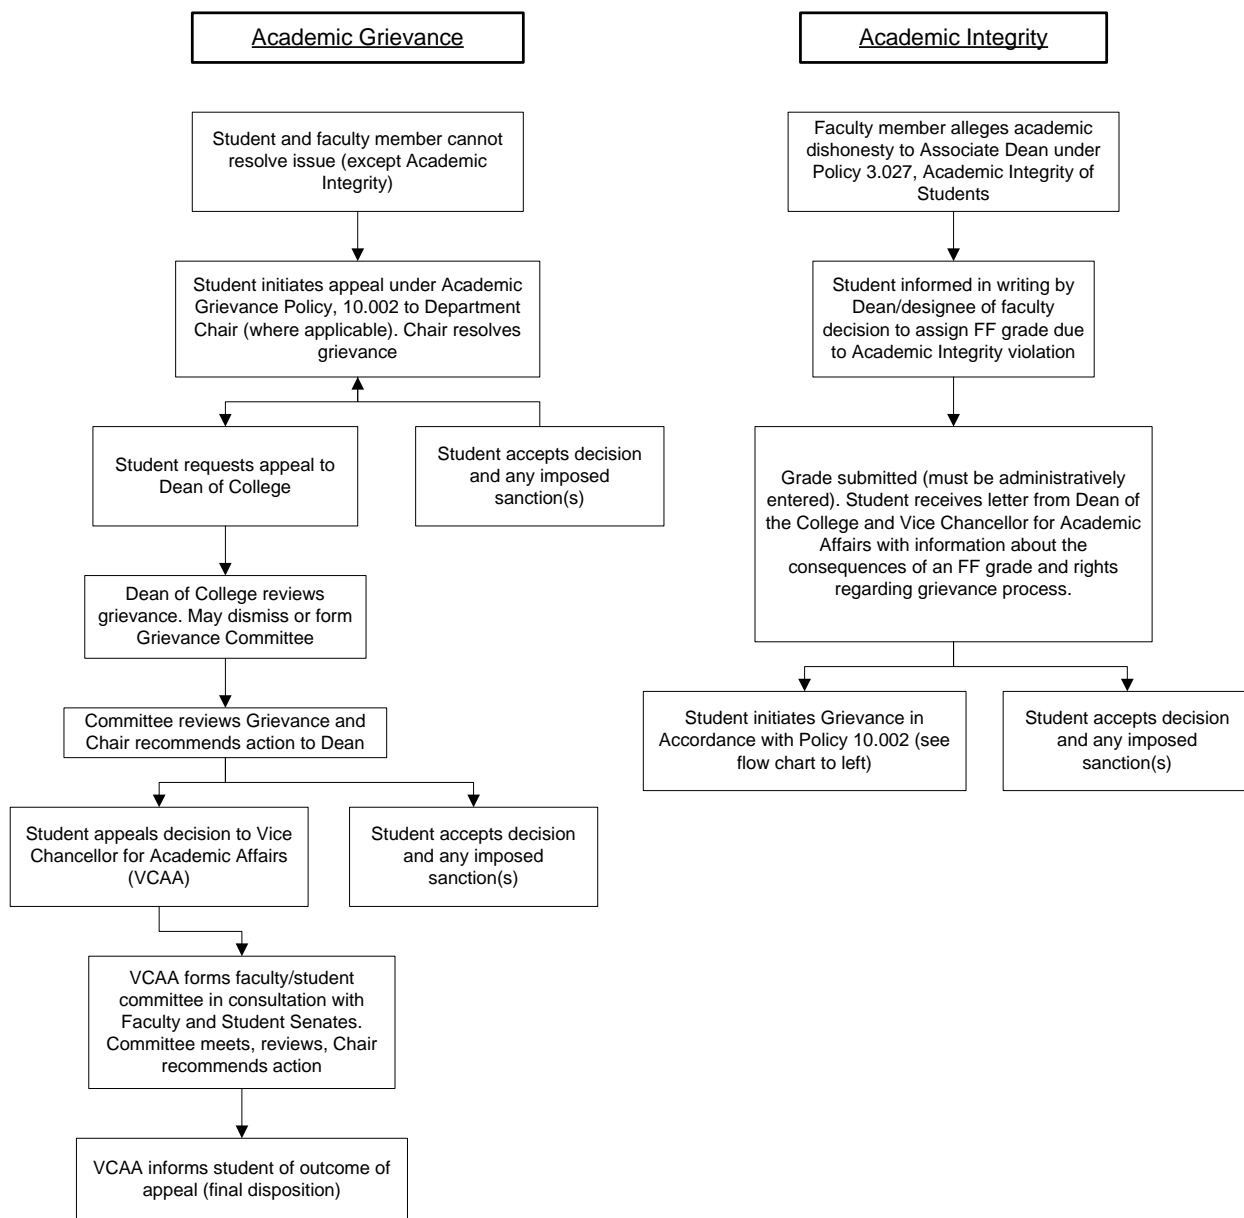 Academic Grievance
Student and faculty member cannot
resolve issue (except Academic
Integrity)
Student initiates appeal under Academic
Grievance Policy, 10.002 to Department
Chair (where applicable). Chair resolves
grievance
Student requests appeal to
Dean of College
Student accepts decision
and any imposed
sanction(s)
Dean of College reviews
grievance. May dismiss or form
Grievance Committee
Committee reviews Grievance and
Chair recommends action to Dean
Student appeals decision to Vice
Chancellor for Academic Affairs
(VCAA)
Student accepts decision
and any imposed
sanction(s)
VCAA forms faculty/student
committee in consultation with
Faculty and Student Senates.
Committee meets, reviews, Chair
recommends action
VCAA informs student of outcome of
appeal (final disposition)
Academic Integrity
Faculty member alleges academic
dishonesty to Associate Dean under
Policy 3.027, Academic Integrity of
Students
Student informed in writing by
Dean/designee of faculty
decision to assign FF grade due
to Academic Integrity violation
Grade submitted (must be administratively
entered). Student receives letter from Dean of
the College and Vice Chancellor for Academic
Affairs with information about the
consequences of an FF grade and rights
regarding grievance process.
Student initiates Grievance in
Accordance with Policy 10.002 (see
flow chart to left)
Student accepts decision
and any imposed
sanction(s)